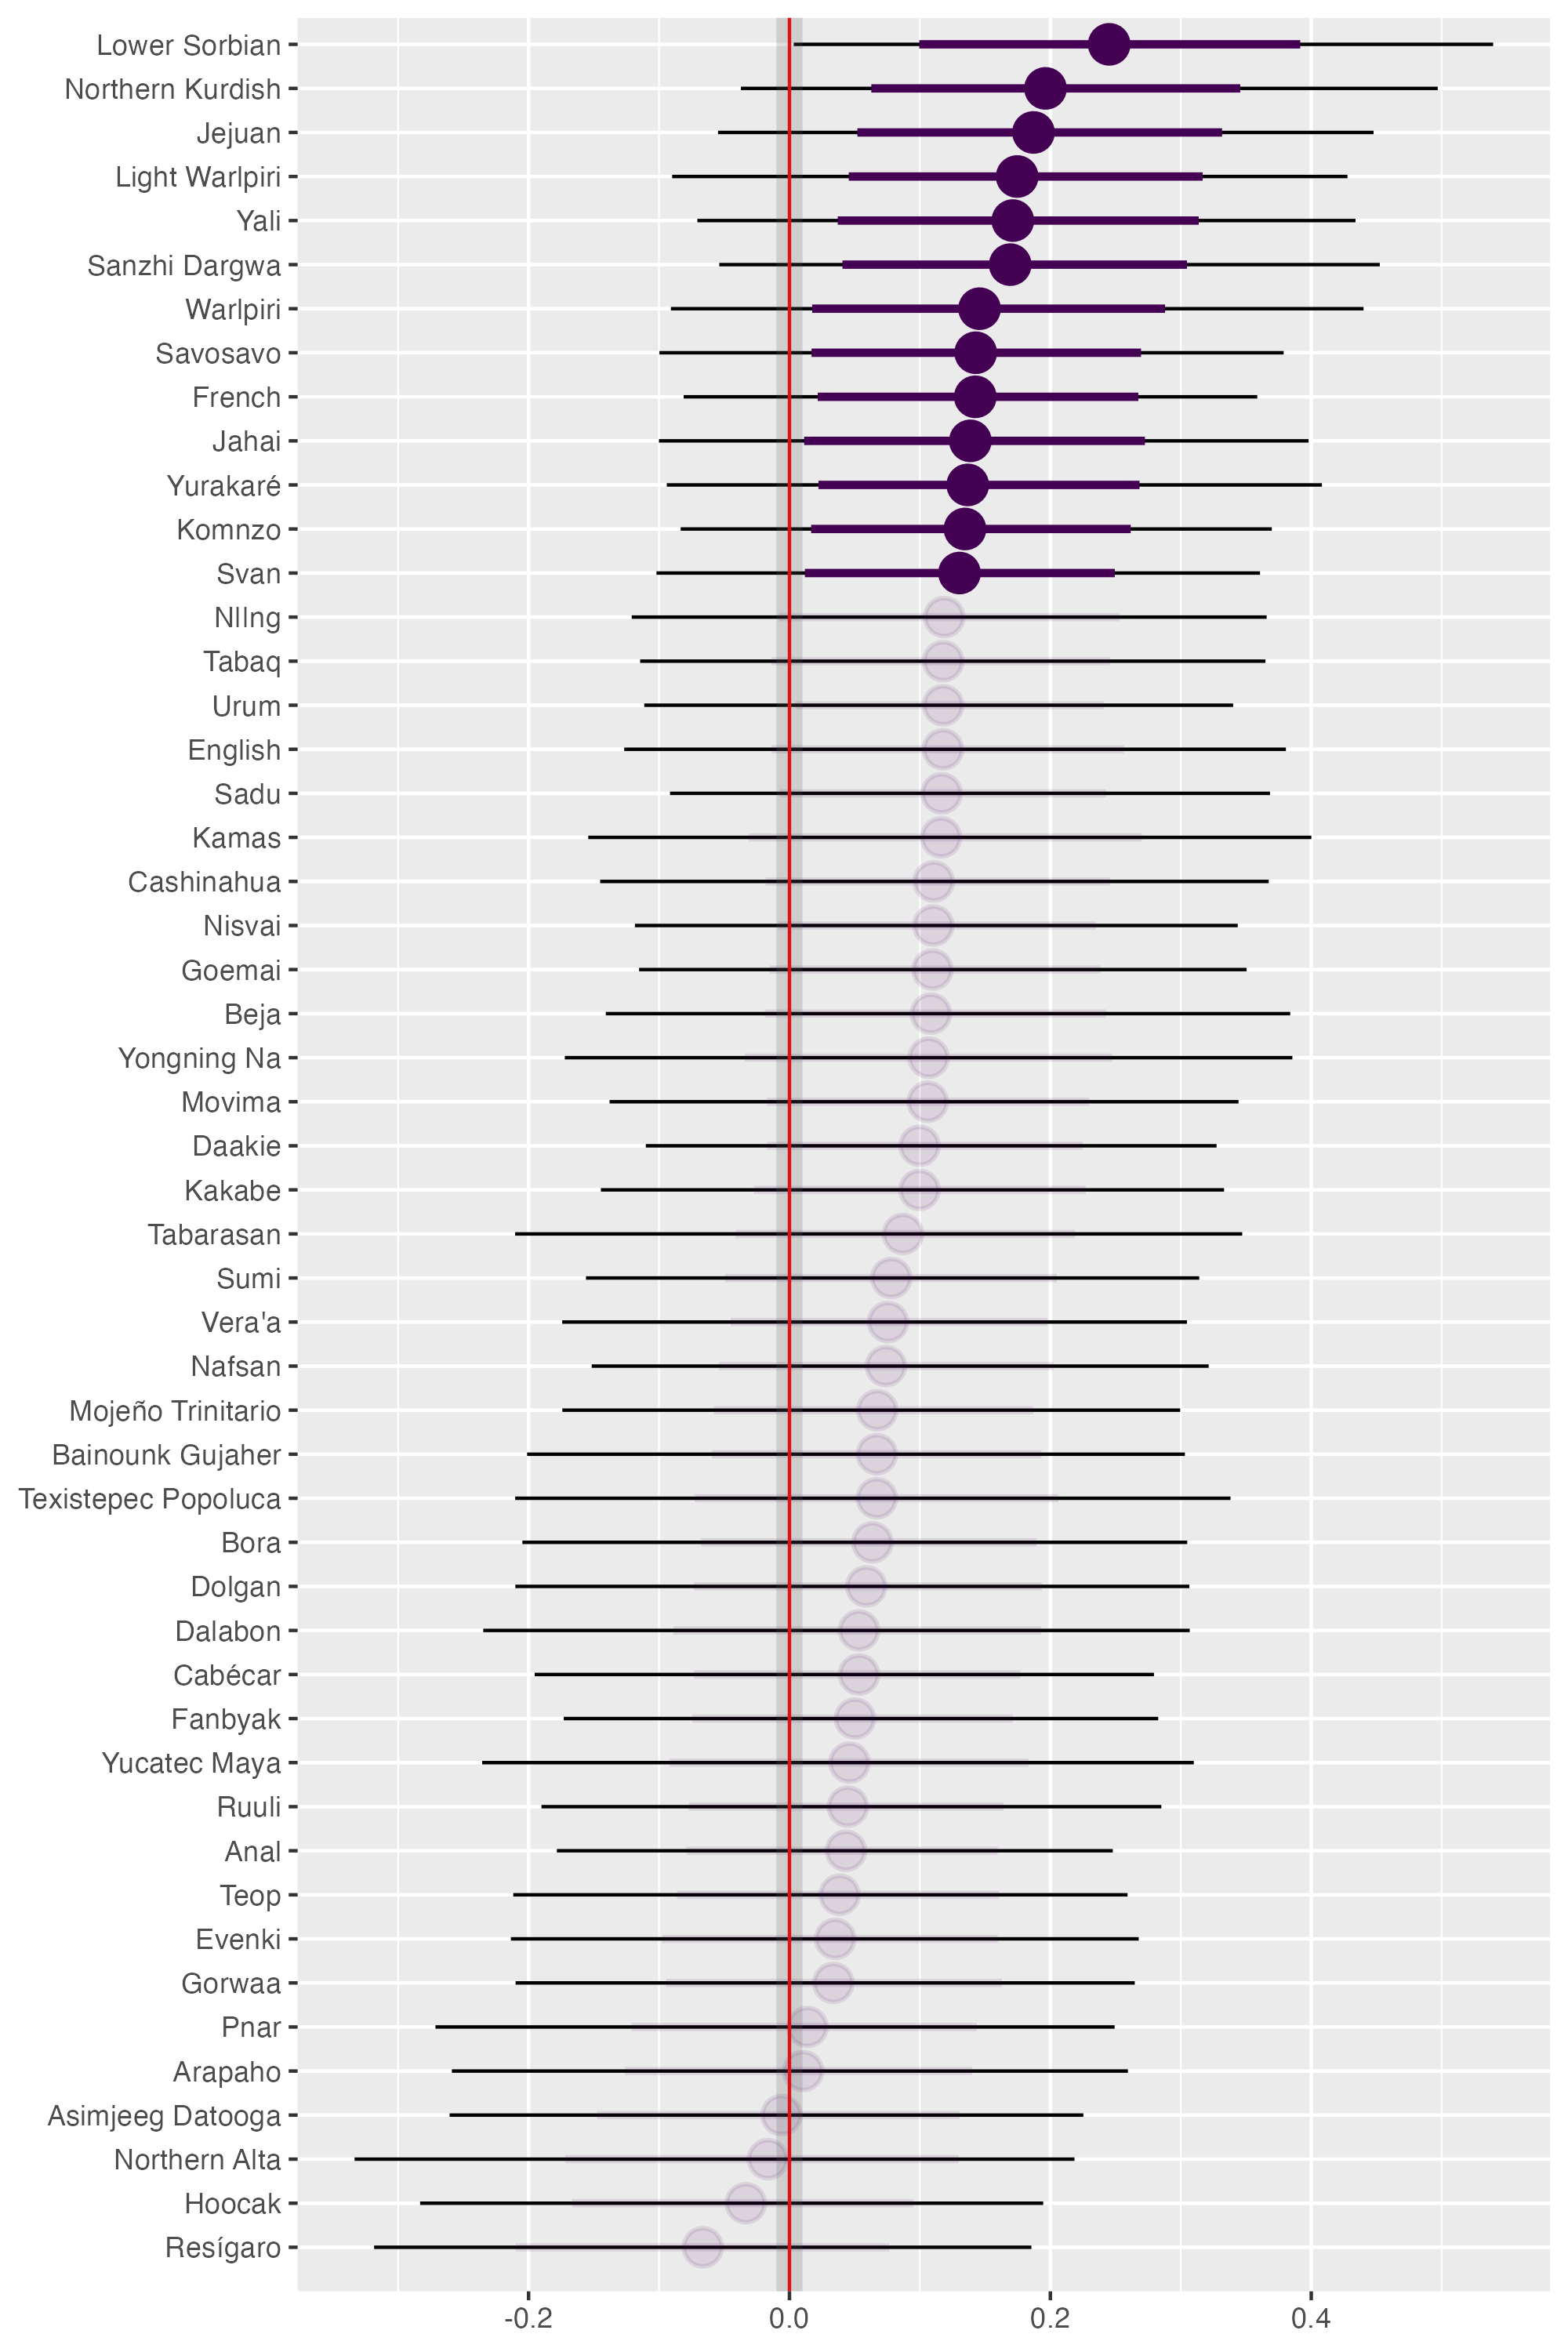 Lower Sorbian
Northern Kurdish
Jejuan
Light Warlpiri
Yali
Sanzhi Dargwa
Warlpiri
Savosavo
French
Jahai
Yurakaré
Komnzo
Svan
Nllng
Tabaq
Urum
English
Sadu
Kamas
Cashinahua
Nisvai
Goemai
Beja
Yongning Na
Movima
Daakie
Kakabe
Tabarasan
Sumi
Vera'a
Nafsan
Mojeño Trinitario
Bainounk Gujaher
Texistepec Popoluca
Bora
Dolgan
Dalabon
Cabécar
Fanbyak
Yucatec Maya
Ruuli
Anal
Teop
Evenki
Gorwaa
Pnar
Arapaho
Asimjeeg Datooga
Northern Alta
Hoocak
Resígaro
-0.2 0.0 0.2 0.4